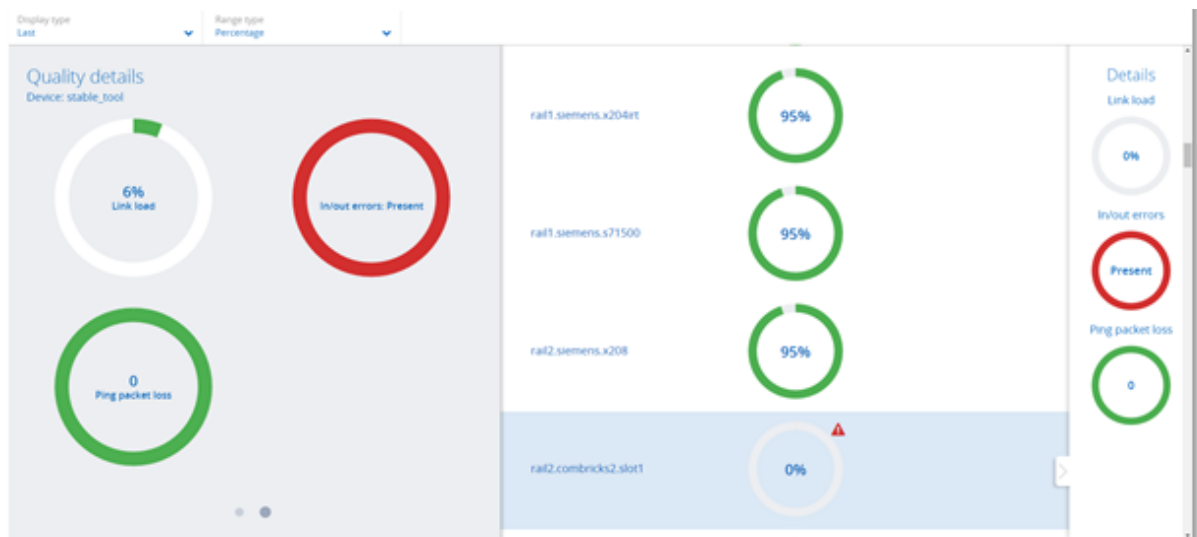 Display type
Last
Range type
Percentage
Quality details
Device: stable_tool
6%
Link load
In/out errors: Present
0
Ping packet loss
rail1.siemens.x204irt
95%
rail1.siemens.s71500
95%
rail2.siemens.x208
95%
rail2.combricks2.slot1
0%
Details
Link load
0%
In/out errors
Present
Ping packet loss
0